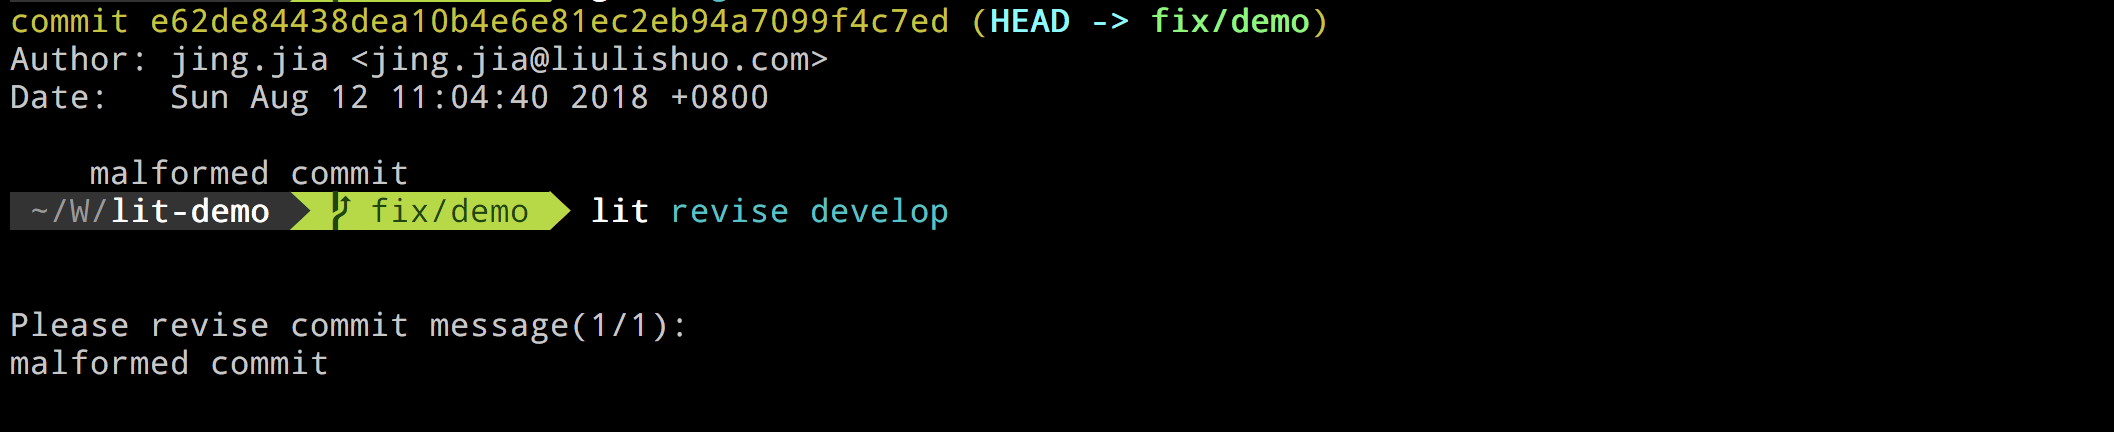 commit e62de84438dea10b4e6e81ec2eb94a7099f4c7ed (HEAD -> fix/demo)
Author: jing.jia <jing.jia@liulishuo.com>
Date:   Sun Aug 12 11:04:40 2018 +0800
malformed commit
~/W/lit-demo fix/demo lit revise develop
Please revise commit message(1/1):
malformed commit